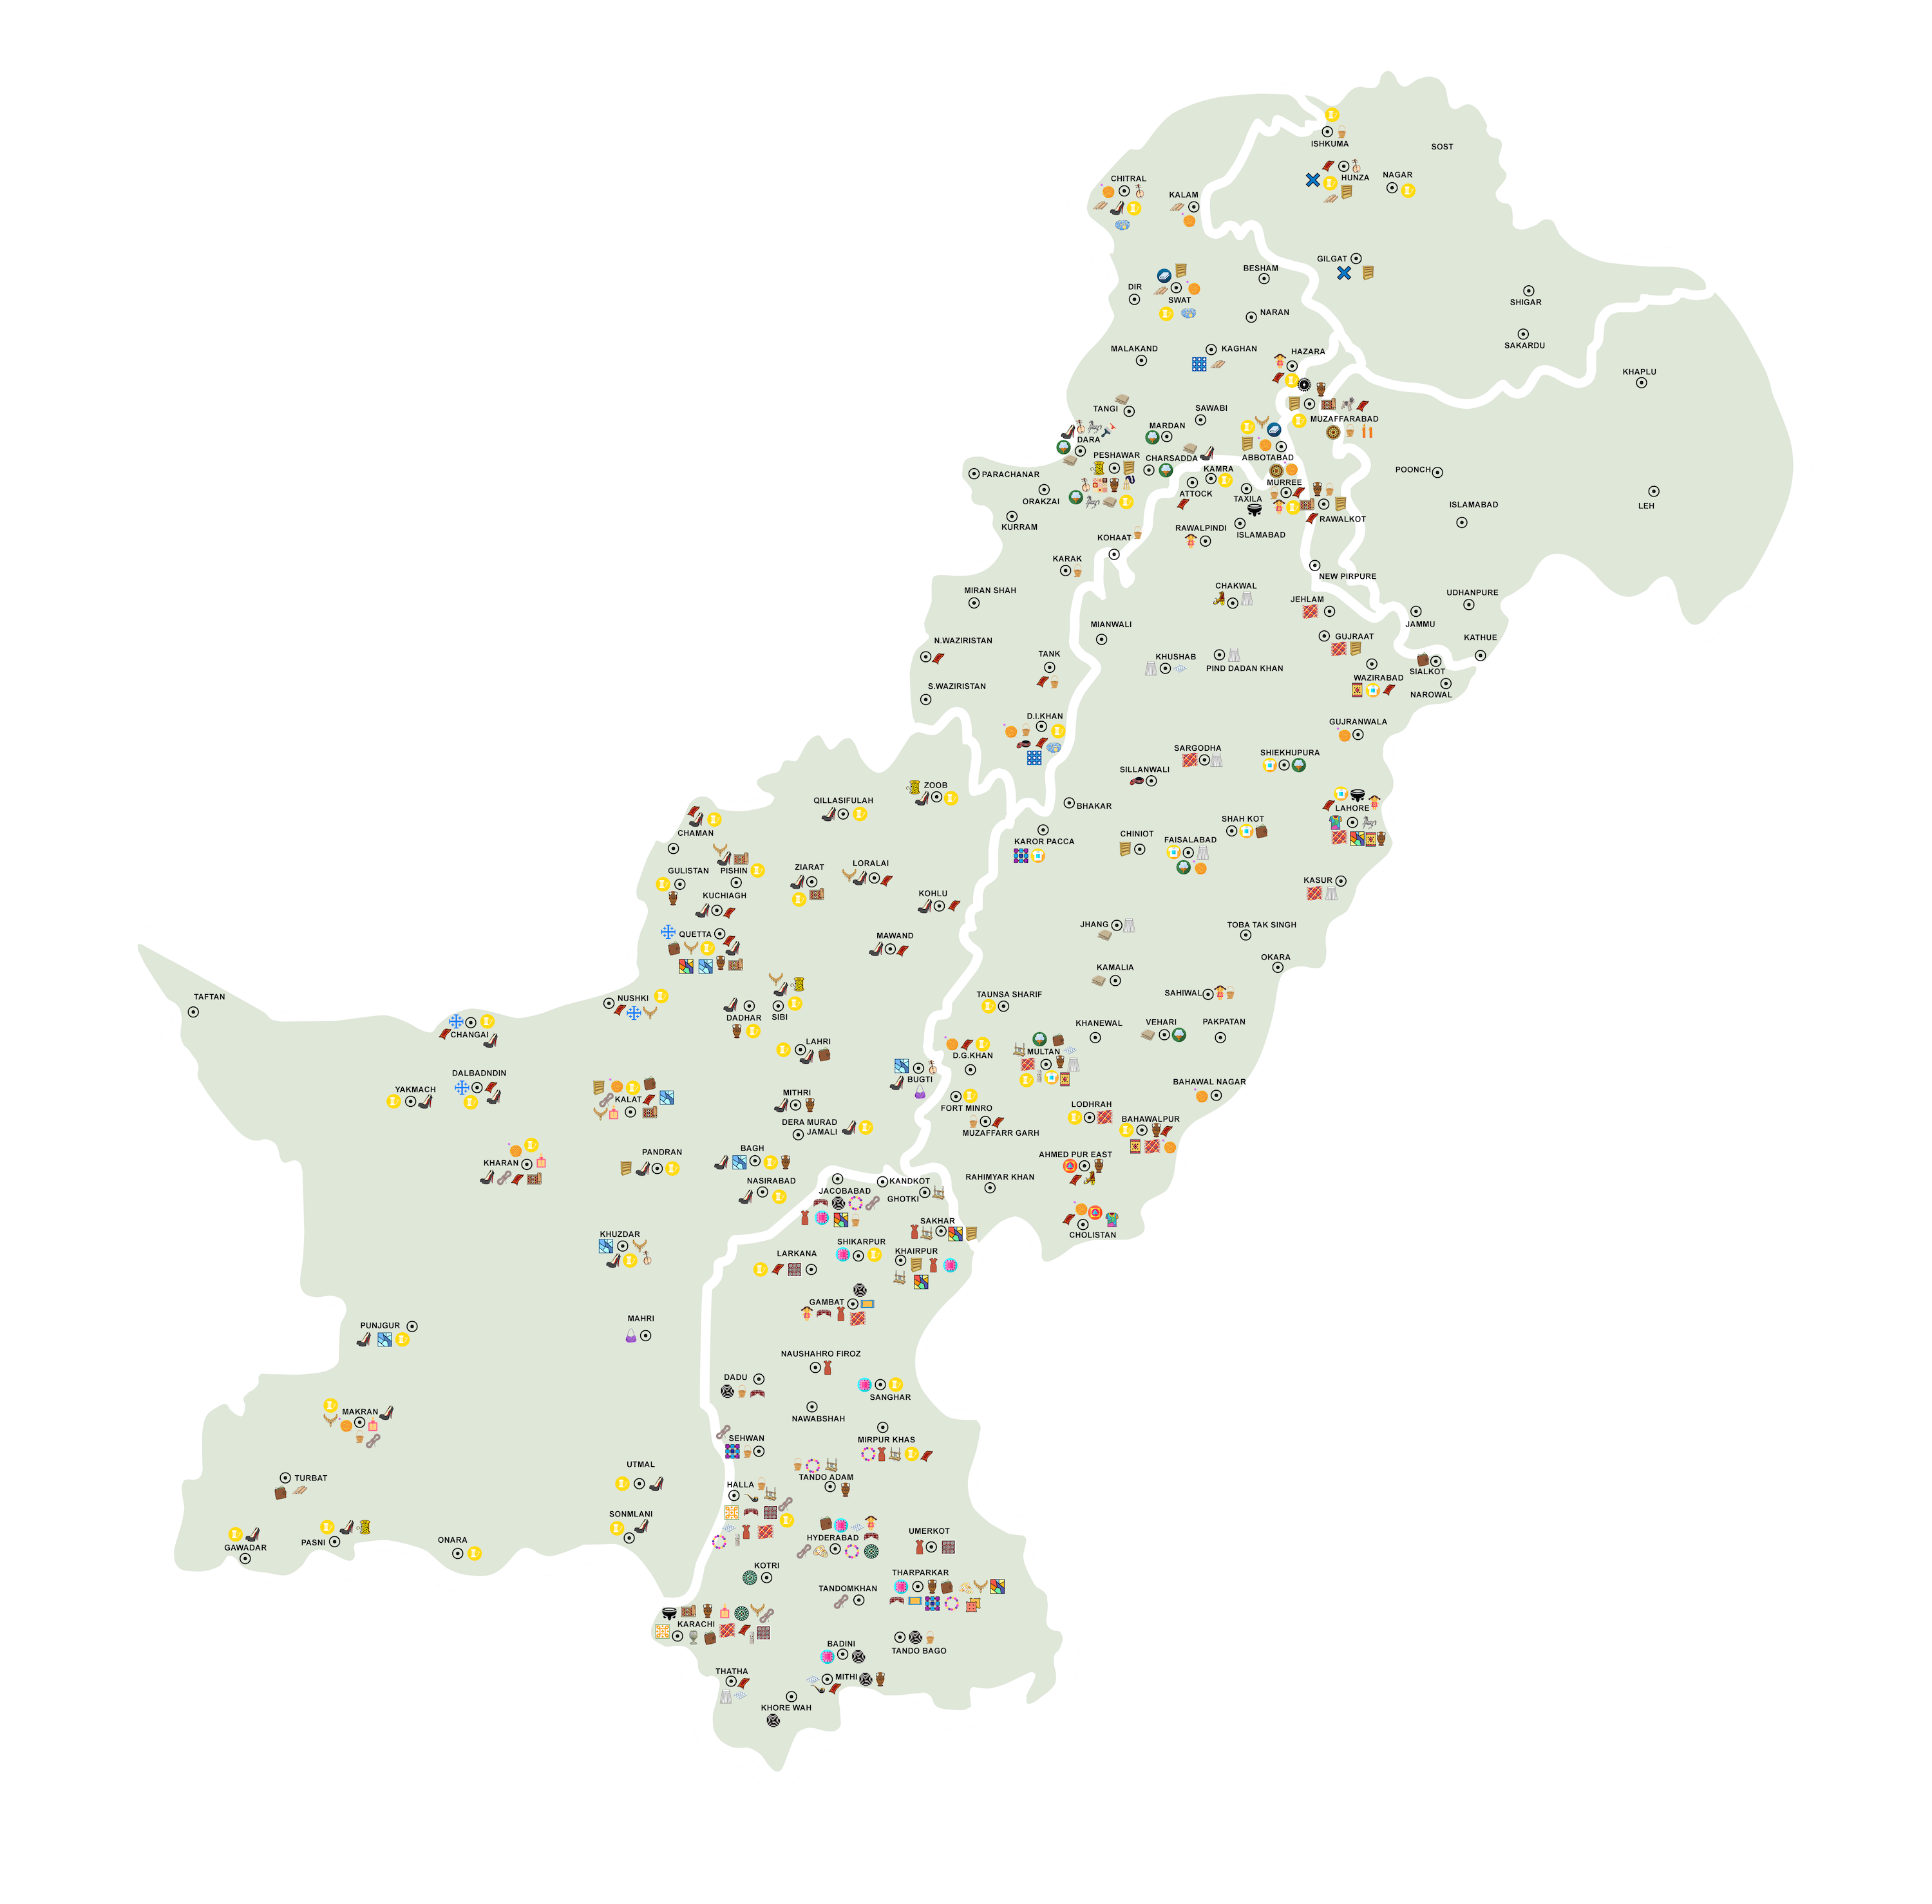 ISHKUMA
SOST
HUNZA
NAGAR
CHITRAL
KALAM
GILGAT
BESHAM
DIR
SWAT
SHIGAR
NARAN
SAKARDU
MALAKAND
KAGHAN
HAZARA
KHAPLU
TANGI
SAWABI
MUZAFFARABAD
MARDAN
DARA
PESHAWAR
CHARSADDA
ABBOTABAD
KAMRA
POONCH
PARACHANAR
ORAKZAI
ATTOCK
TAXILA
MURREE
ISLAMABAD
LEH
KURRAM
RAWALKOT
RAWALPINDI
ISLAMABAD
KOHAAT
KARAK
NEW PIRPURE
MIRAN SHAH
CHAKWAL
JEHLAM
UDHANPURE
JAMMU
MIANWALI
N.WAZIRISTAN
GUJRAAT
KATHUE
TANK
KHUSHAB
PIND DADAN KHAN
SIALKOT
WAZIRABAD
NAROWAL
S.WAZIRISTAN
D.I.KHAN
GUJRANWALA
SARGODHA
SHIEKHUPURA
SILLANWALI
ZOOB
QILLASIFULAH
BHAKAR
LAHORE
CHAMAN
SHAH KOT
KAROR PACCA
CHINIOT
FAISALABAD
GULISTAN
PISHIN
ZIARAT
LORALAI
KASUR
KUCHIAGH
KOHLU
JHANG
TOBA TAK SINGH
QUETTA
MAWAND
OKARA
KAMALIA
TAFTAN
NUSHKI
TAUNSA SHARIF
SAHIWAL
DADHAR
SIBI
CHANGAI
KHANEWAL
VEHARI
PAKPATAN
LAHRI
D.G.KHAN
MULTAN
DALBADNDIN
BUGTI
BAHAWAL NAGAR
YAKMACH
KALAT
MITHRI
FORT MINRO
LODHRAH
DERA MURAD
JAMALI
MUZAFFARR GARH
BAHAWALPUR
BAGH
PANDRAN
KHARAN
AHMED PUR EAST
NASIRABAD
KANDKOT
RAHIMYAR KHAN
JACOBABAD
GHOTKI
SAKHAR
KHUZDAR
CHOLISTAN
SHIKARPUR
LARKANA
KHAIRPUR
GAMBAT
MAHRI
PUNJGUR
NAUSHAHRO FIROZ
DADU
SANGHAR
MAKRAN
NAWABSHAH
SEHWAN
MIRPUR KHAS
UTMAL
TURBAT
TANDO ADAM
HALLA
SONMLANI
HYDERABAD
UMERKOT
PASNI
ONARA
GAWADAR
KOTRI
THARPARKAR
TANDOMKHAN
KARACHI
BADINI
TANDO BAGO
THATHA
MITHI
KHORE WAH